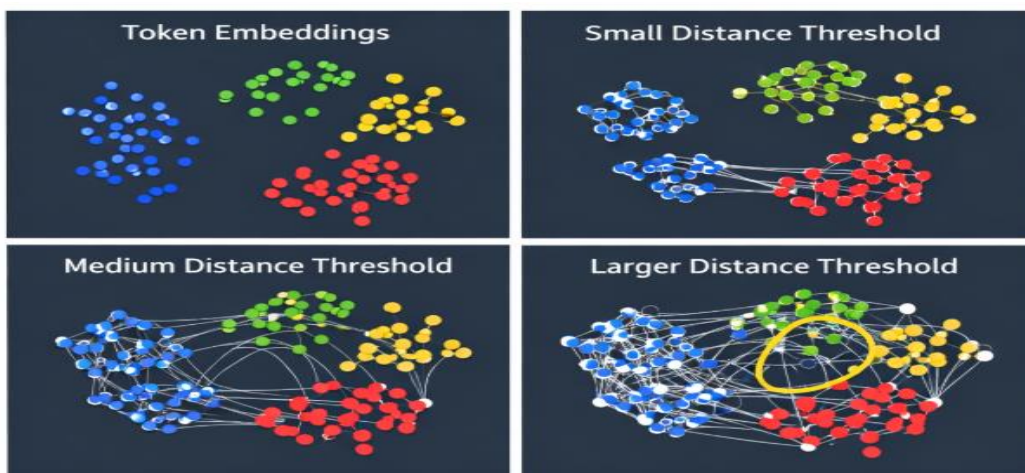 Token Embeddings
Small Distance Threshold
Medium Distance Threshold
Larger Distance Threshold